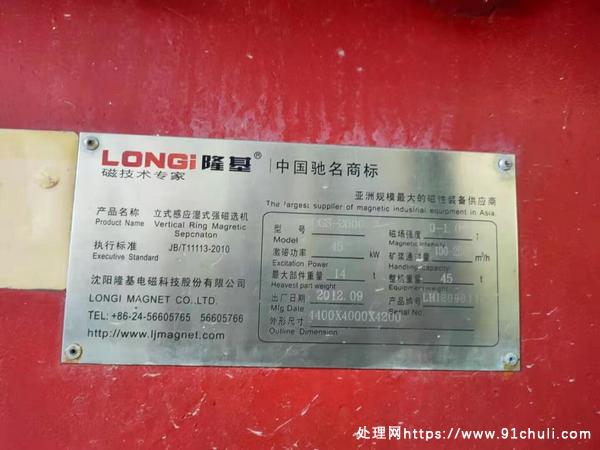 LONGi 隆基® 中国驰名商标
磁技术专家
亚洲规模最大的磁性装备供应商
The largest supplier of magnetic industrial equipment in Asia
产品名称 立式感应湿式强磁选机
Product Name Vertical Ring Magnetic
Sepcnaton
执行标准 JB/T11113-2010
Executive Standard
沈阳隆基电磁科技股份有限公司
LONGI MAGNET CO.,LTD.
TEL: +86-24-56605765 56605766
http://www.ljmagnet.com
型号
Model
激磁功率 45 kW
Excitation Power
最大部件重量 14 t
Heavest part weight
出厂日期 2012.09
Mfg Date
外形尺寸 4400X4000X4200
Outline Dimension
磁场强度
Magnetic Intensity
矿浆通过量 m³/h
Handling capacity
整机重量 45 t
Equipment weight
产品编号
Serial No.
处理网https://www.91chuli.com/